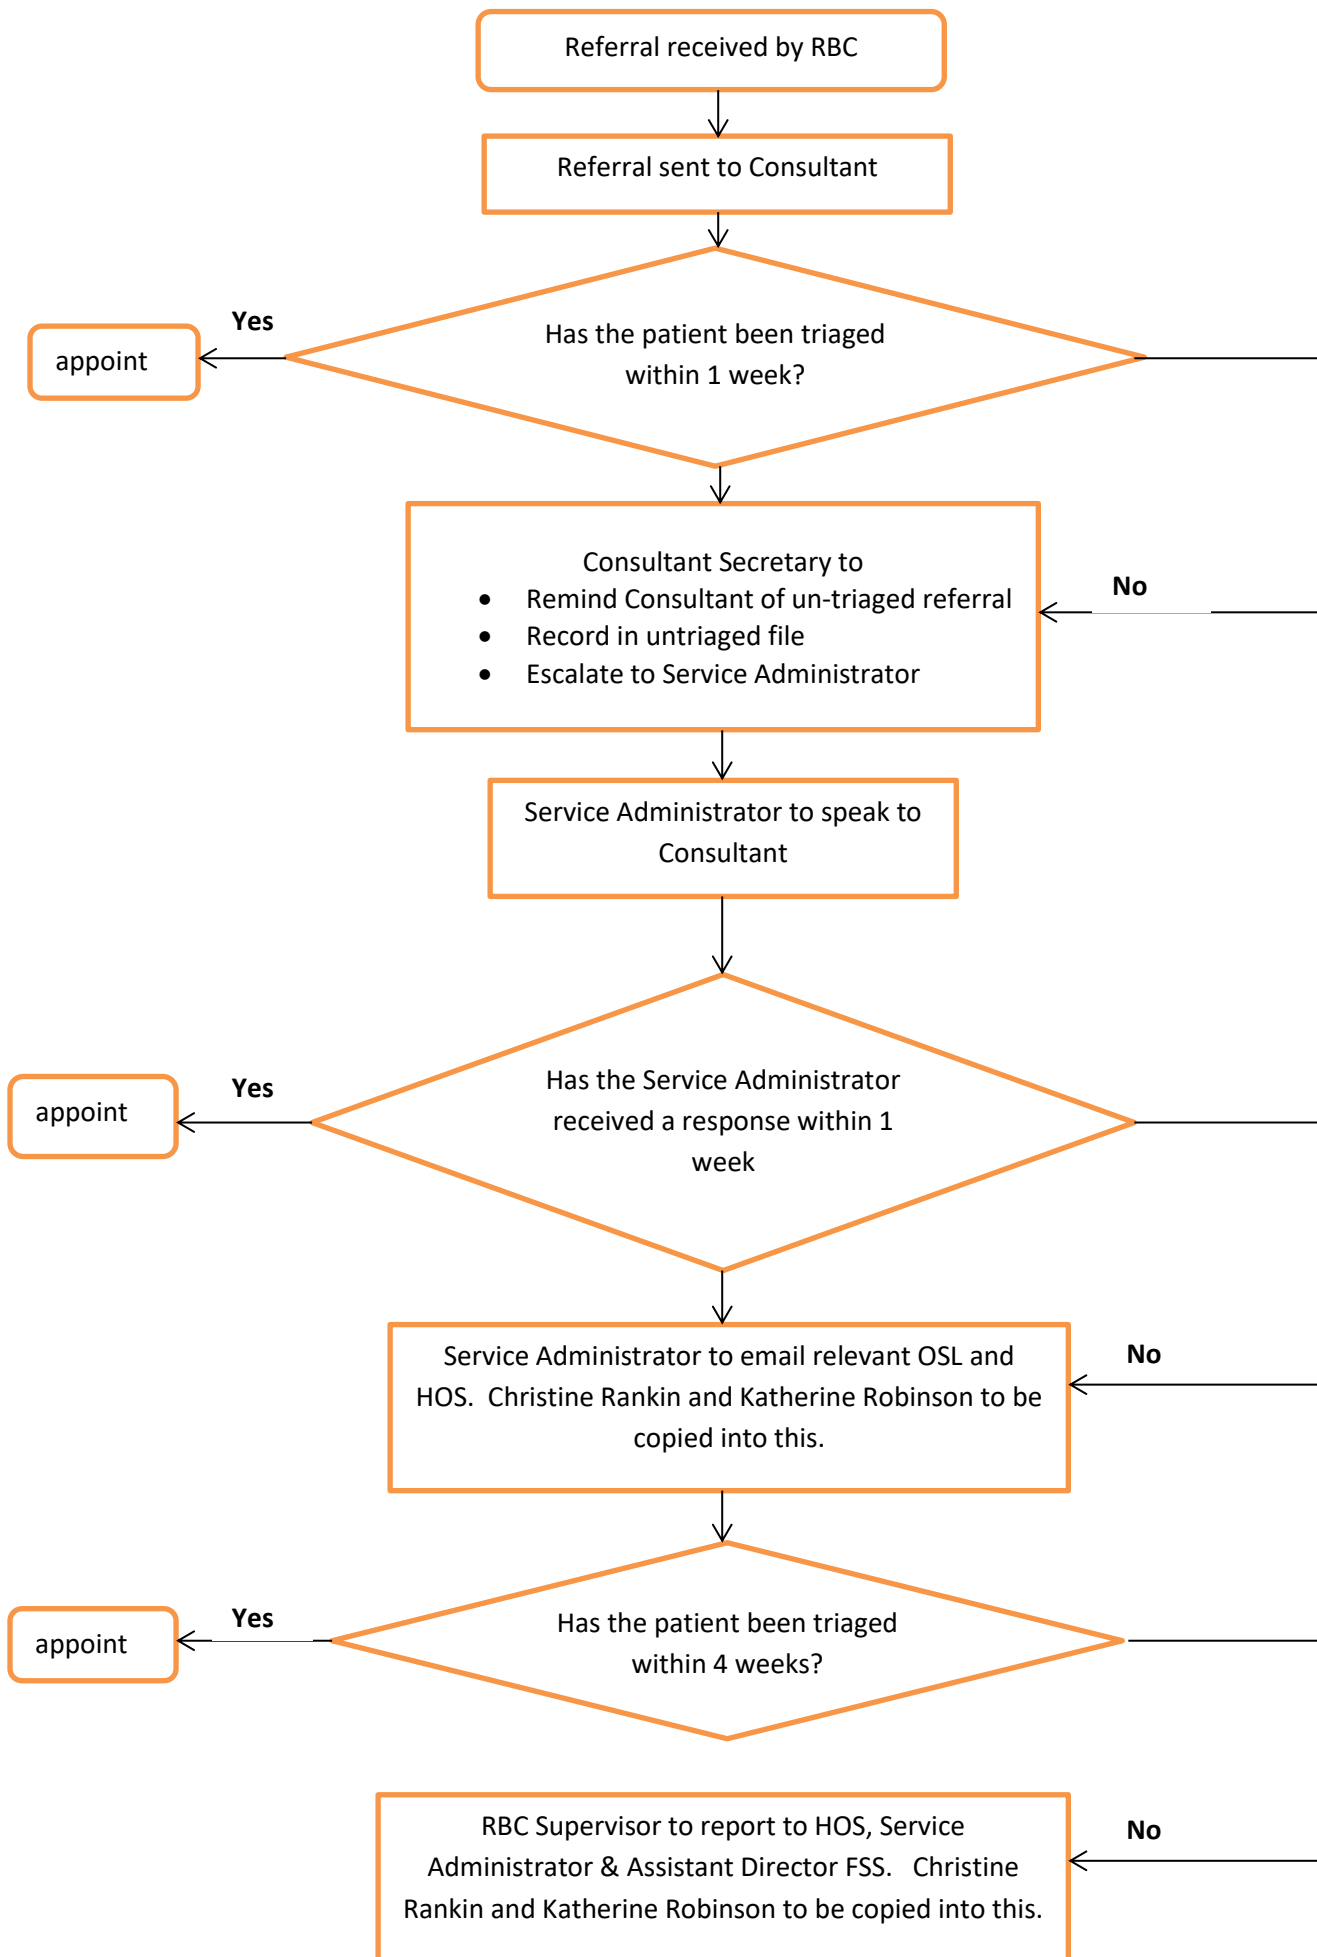 Referral received by RBC
Referral sent to Consultant
Yes
Has the patient been triaged
within 1 week?
appoint
Consultant Secretary to
• Remind Consultant of un-triaged referral
• Record in untriaged file
• Escalate to Service Administrator
No
Service Administrator to speak to
Consultant
Yes
Has the Service Administrator
received a response within 1
week
appoint
Service Administrator to email relevant OSL and
HOS.  Christine Rankin and Katherine Robinson to be
copied into this.
No
Yes
Has the patient been triaged
within 4 weeks?
appoint
RBC Supervisor to report to HOS, Service
Administrator & Assistant Director FSS.   Christine
Rankin and Katherine Robinson to be copied into this.
No